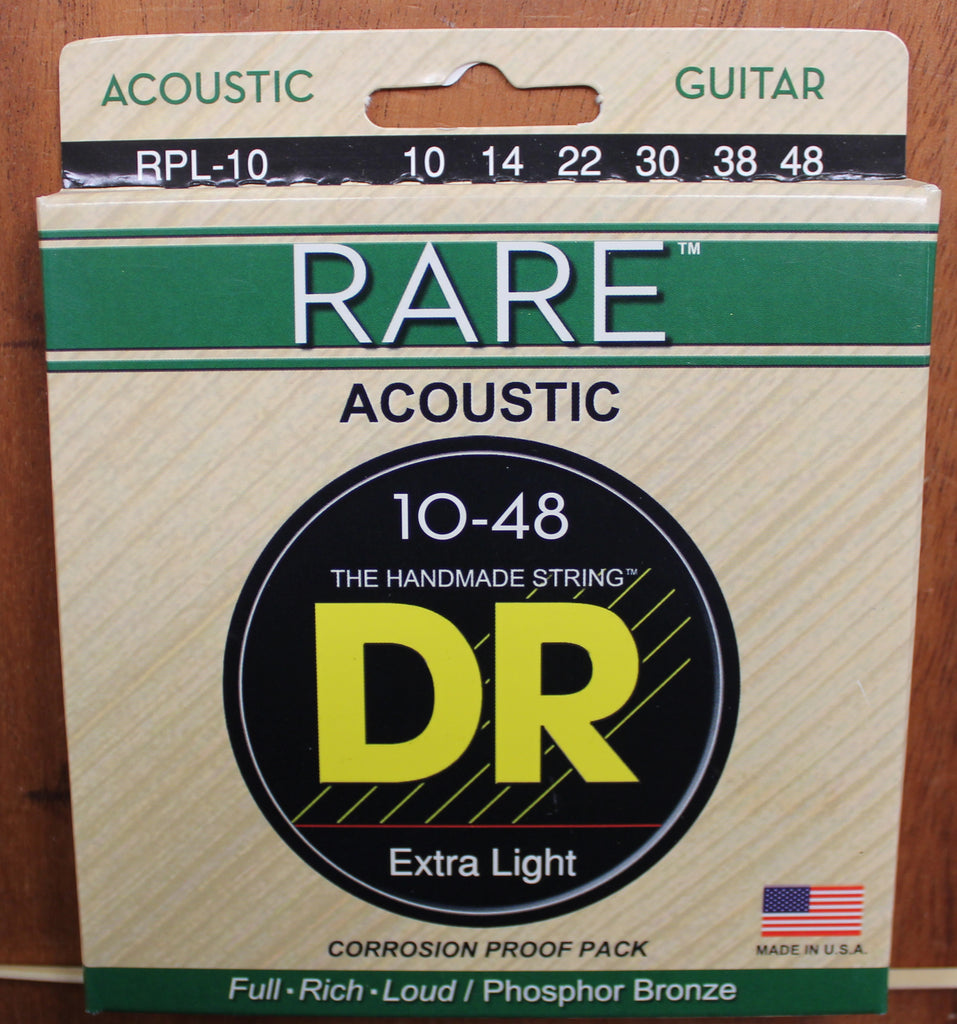 ACOUSTIC GUITAR
RPL-10 10 14 22 30 38 48
RARE™
ACOUSTIC
10-48
THE HANDMADE STRING™
DR
Extra Light
CORROSION PROOF PACK
MADE IN U.S.A.
Full · Rich · Loud / Phosphor Bronze